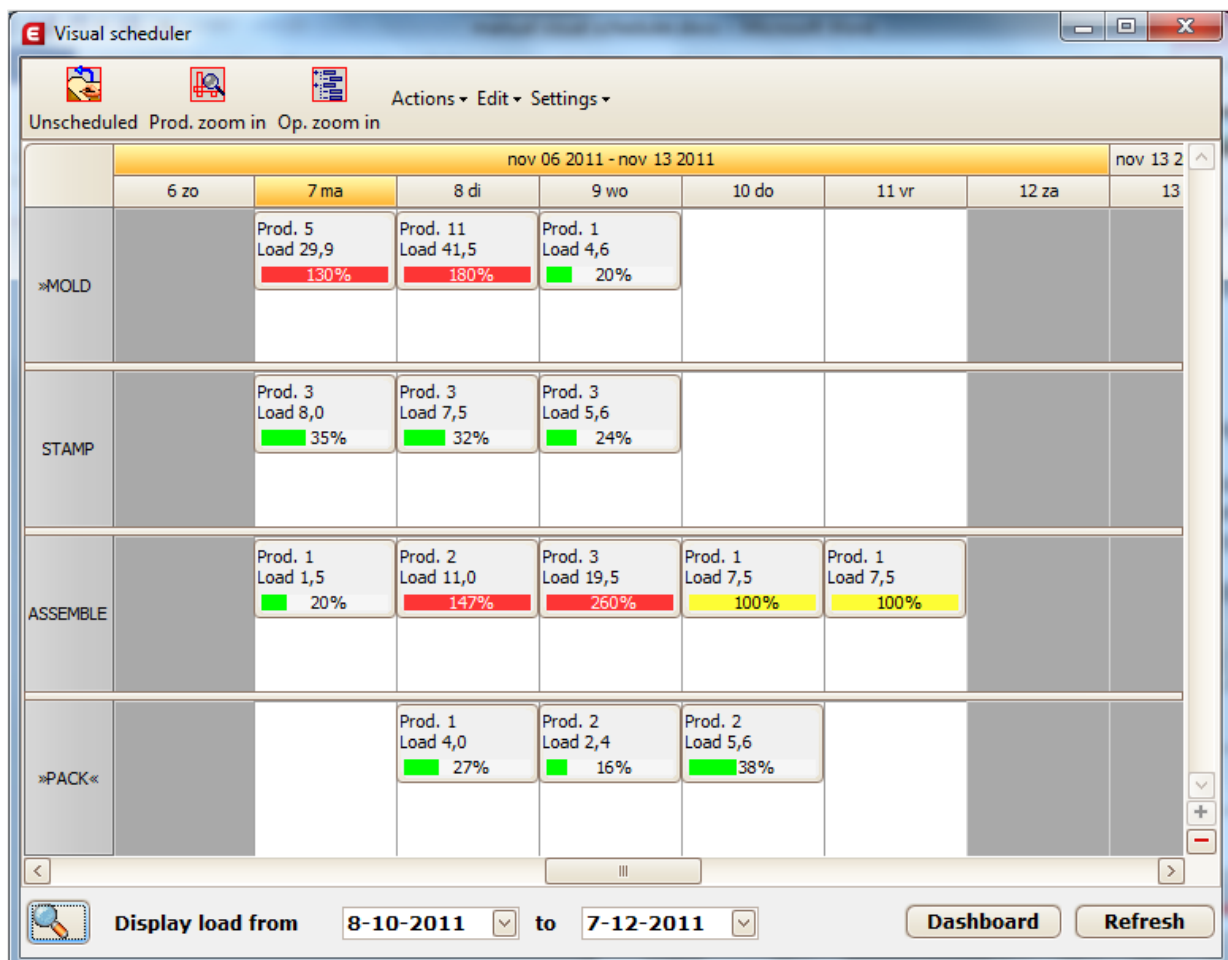 Visual scheduler
Unscheduled Prod. zoom in Op. zoom in Actions Edit Settings
nov 06 2011 - nov 13 2011 nov 13 2
6 zo 7 ma 8 di 9 wo 10 do 11 vr 12 za 13
»MOLD
Prod. 5
Load 29,9
130%
Prod. 11
Load 41,5
180%
Prod. 1
Load 4,6
20%
STAMP
Prod. 3
Load 8,0
35%
Prod. 3
Load 7,5
32%
Prod. 3
Load 5,6
24%
ASSEMBLE
Prod. 1
Load 1,5
20%
Prod. 2
Load 11,0
147%
Prod. 3
Load 19,5
260%
Prod. 1
Load 7,5
100%
Prod. 1
Load 7,5
100%
»PACK«
Prod. 1
Load 4,0
27%
Prod. 2
Load 2,4
16%
Prod. 2
Load 5,6
38%
Display load from 8-10-2011 to 7-12-2011 Dashboard Refresh